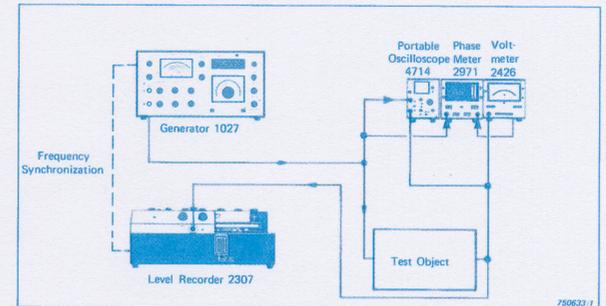 Portable Oscilloscope 4714
Phase Meter 2971
Volt- meter 2426
Generator 1027
Frequency Synchronization
Level Recorder 2307
Test Object
750633/1